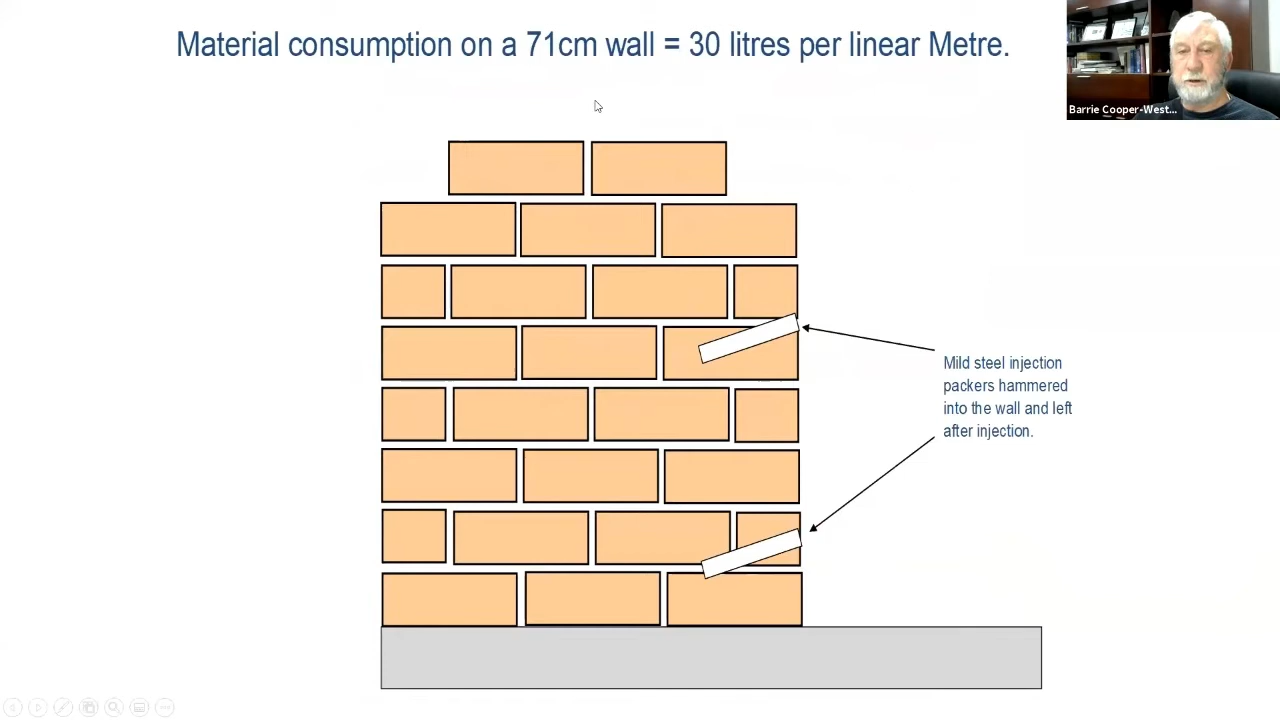 Material consumption on a 71cm wall = 30 litres per linear Metre.
Barrie Cooper-West...
Mild steel injection
packers hammered
into the wall and left
after injection.